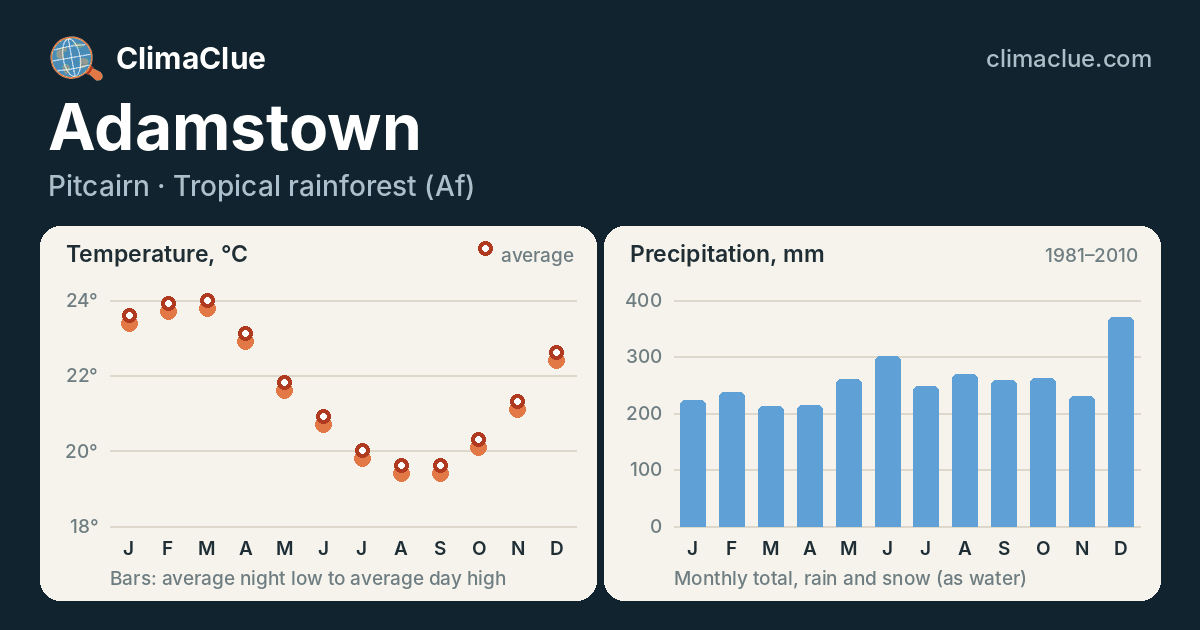 ClimaClue
climaclue.com
Adamstown
Pitcairn · Tropical rainforest (Af)
Temperature, °C
average
24°
22°
20°
18°
J F M A M J J A S O N D
Bars: average night low to average day high
Precipitation, mm
1981–2010
400
300
200
100
0
J F M A M J J A S O N D
Monthly total, rain and snow (as water)